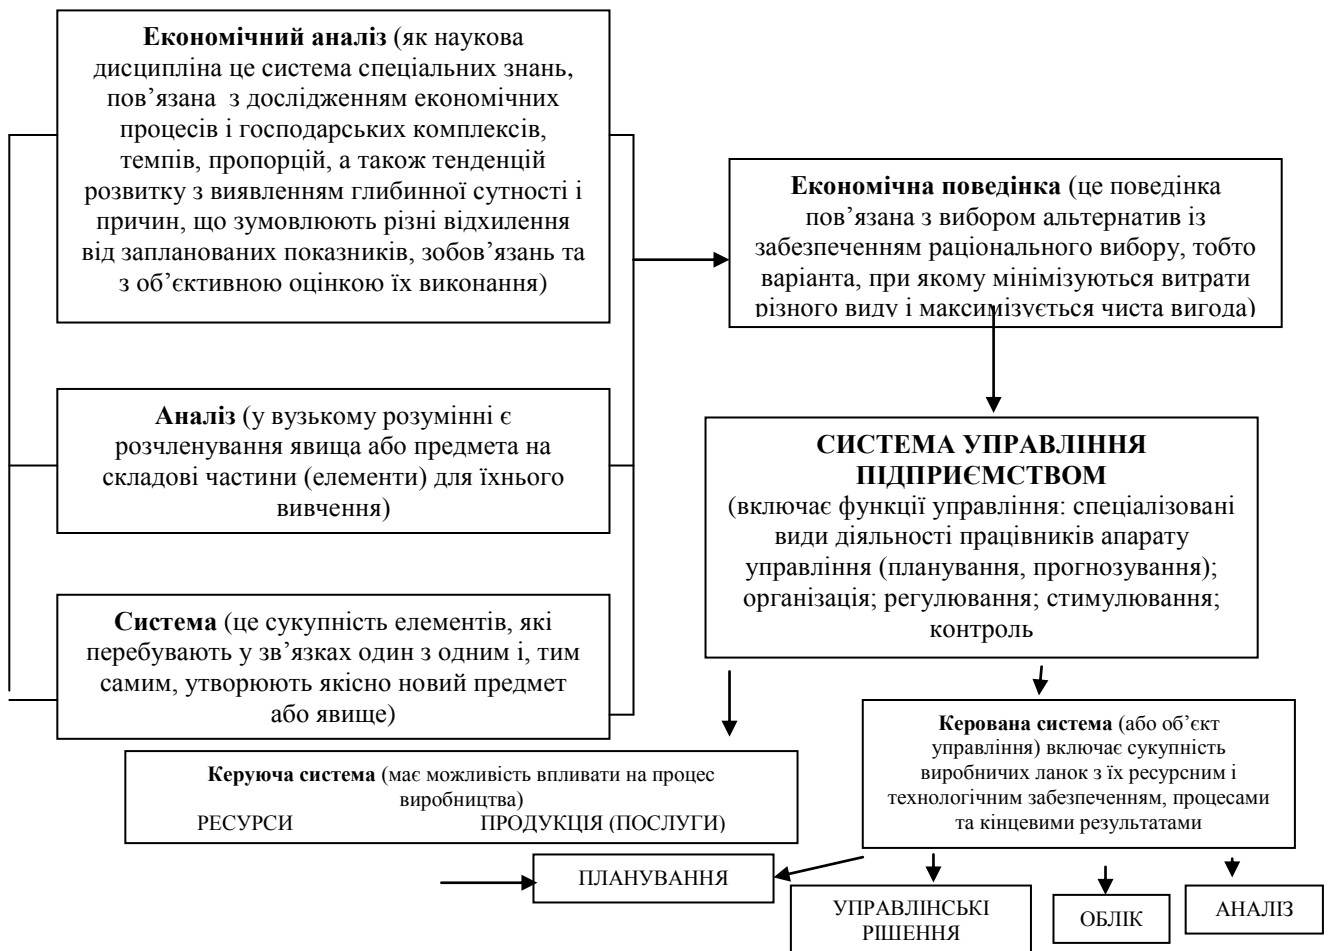 Економічний аналіз (як наукова
дисципліна це система спеціальних знань,
пов’язана з дослідженням економічних
процесів і господарських комплексів,
темпів, пропорцій, а також тенденцій
розвитку з виявленням глибинної сутності і
причин, що зумовлюють різні відхилення
від запланованих показників, зобов’язань та
з об’єктивною оцінкою їх виконання)
Економічна поведінка (це поведінка
пов’язана з вибором альтернатив із
забезпеченням раціонального вибору, тобто
варіанта, при якому мінімізуються витрати
різного виду і максимізується чиста вигода)
Аналіз (у вузькому розумінні є
розчленування явища або предмета на
складові частини (елементи) для їхнього
вивчення)
СИСТЕМА УПРАВЛІННЯ
ПІДПРИЄМСТВОМ
(включає функції управління: спеціалізовані
види діяльності працівників апарату
управління (планування, прогнозування);
організація; регулювання; стимулювання;
контроль
Система (це сукупність елементів, які
перебувають у зв’язках один з одним і, тим
самим, утворюють якісно новий предмет
або явище)
Керуюча система (має можливість впливати на процес
виробництва)
РЕСУРСИ ПРОДУКЦІЯ (ПОСЛУГИ)
Керована система (або об’єкт
управління) включає сукупність
виробничих ланок з їх ресурсним і
технологічним забезпеченням, процесами
та кінцевими результатами
ПЛАНУВАННЯ
УПРАВЛІНСЬКІ
РІШЕННЯ
ОБЛІК
АНАЛІЗ